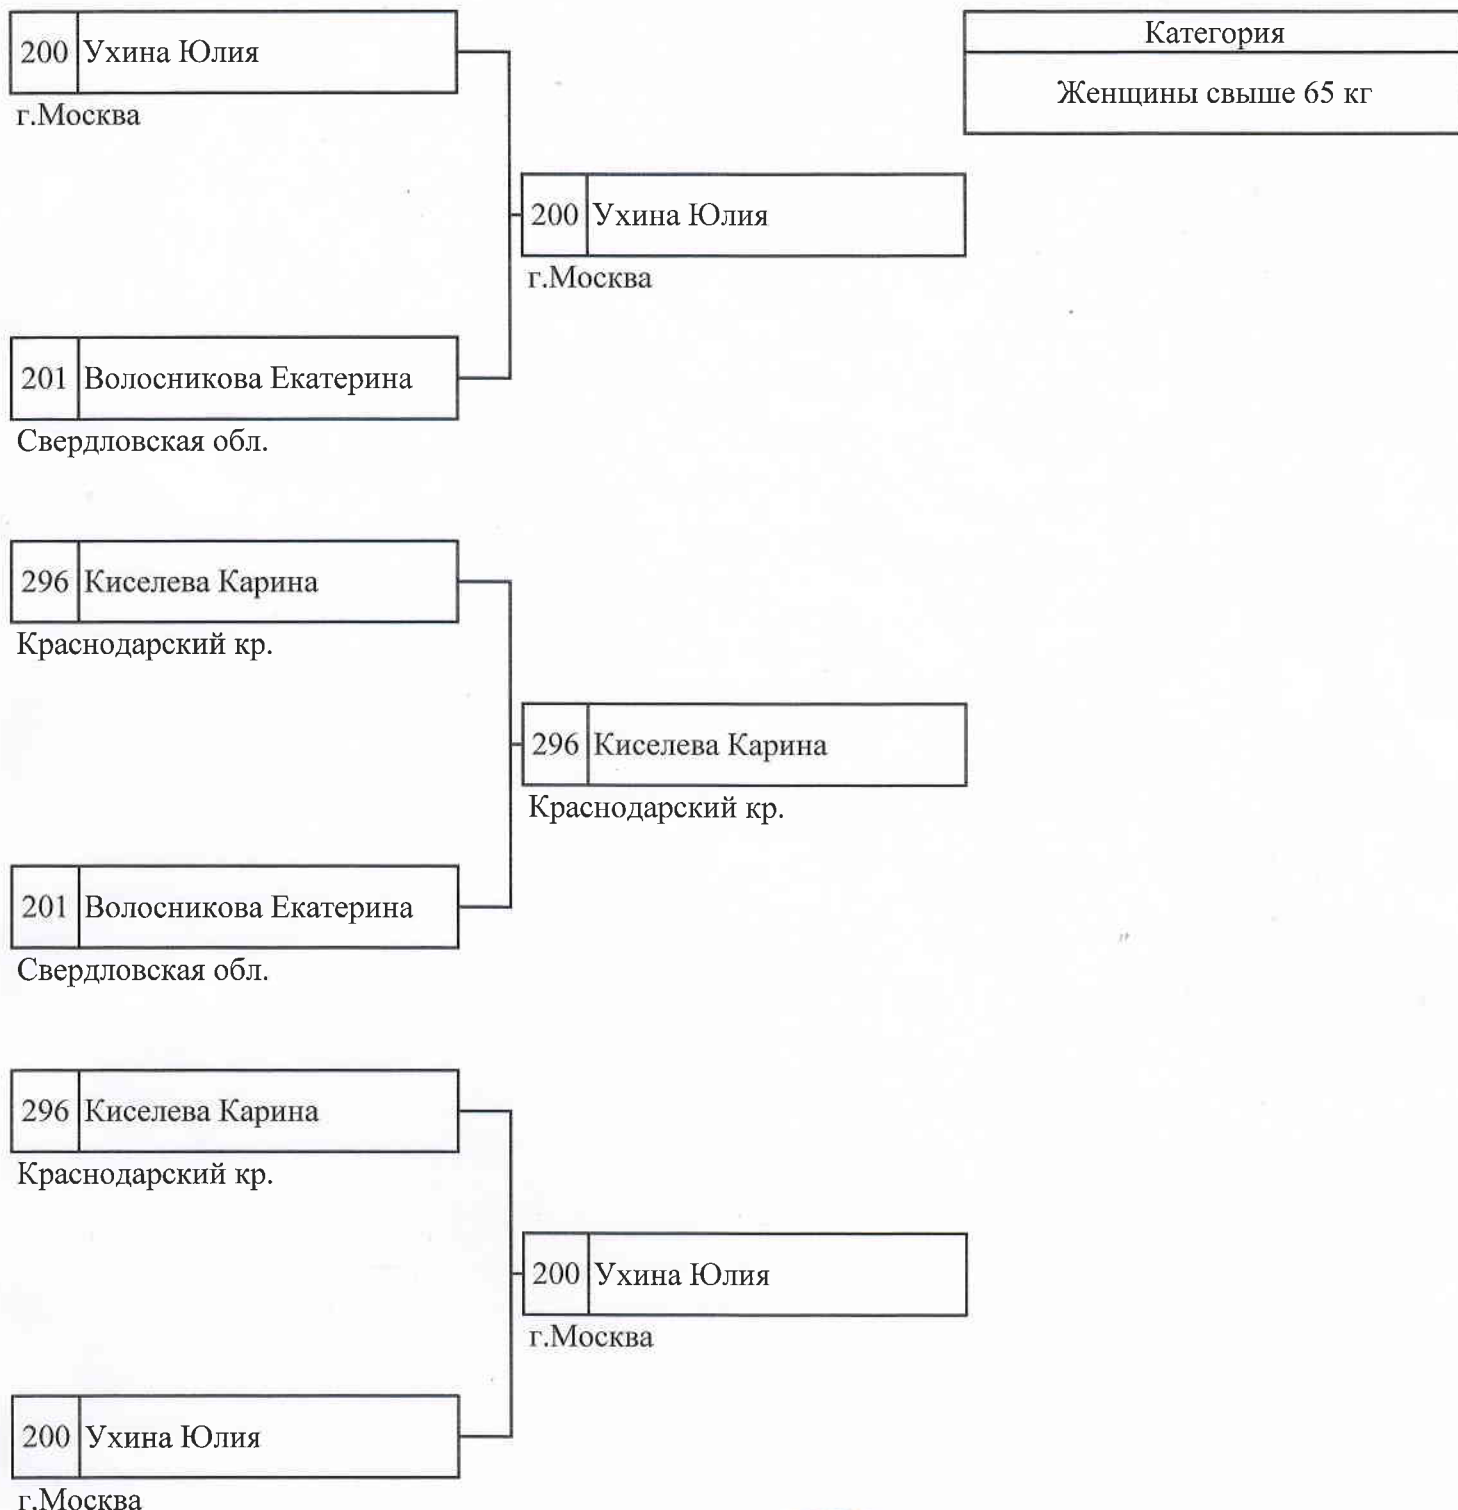 200 Ухина Юлия
г.Москва
Категория
Женщины свыше 65 кг
200 Ухина Юлия
г.Москва
201 Волосникова Екатерина
Свердловская обл.
296 Киселева Карина
Краснодарский кр.
296 Киселева Карина
Краснодарский кр.
201 Волосникова Екатерина
Свердловская обл.
296 Киселева Карина
Краснодарский кр.
200 Ухина Юлия
г.Москва
200 Ухина Юлия
г.Москва